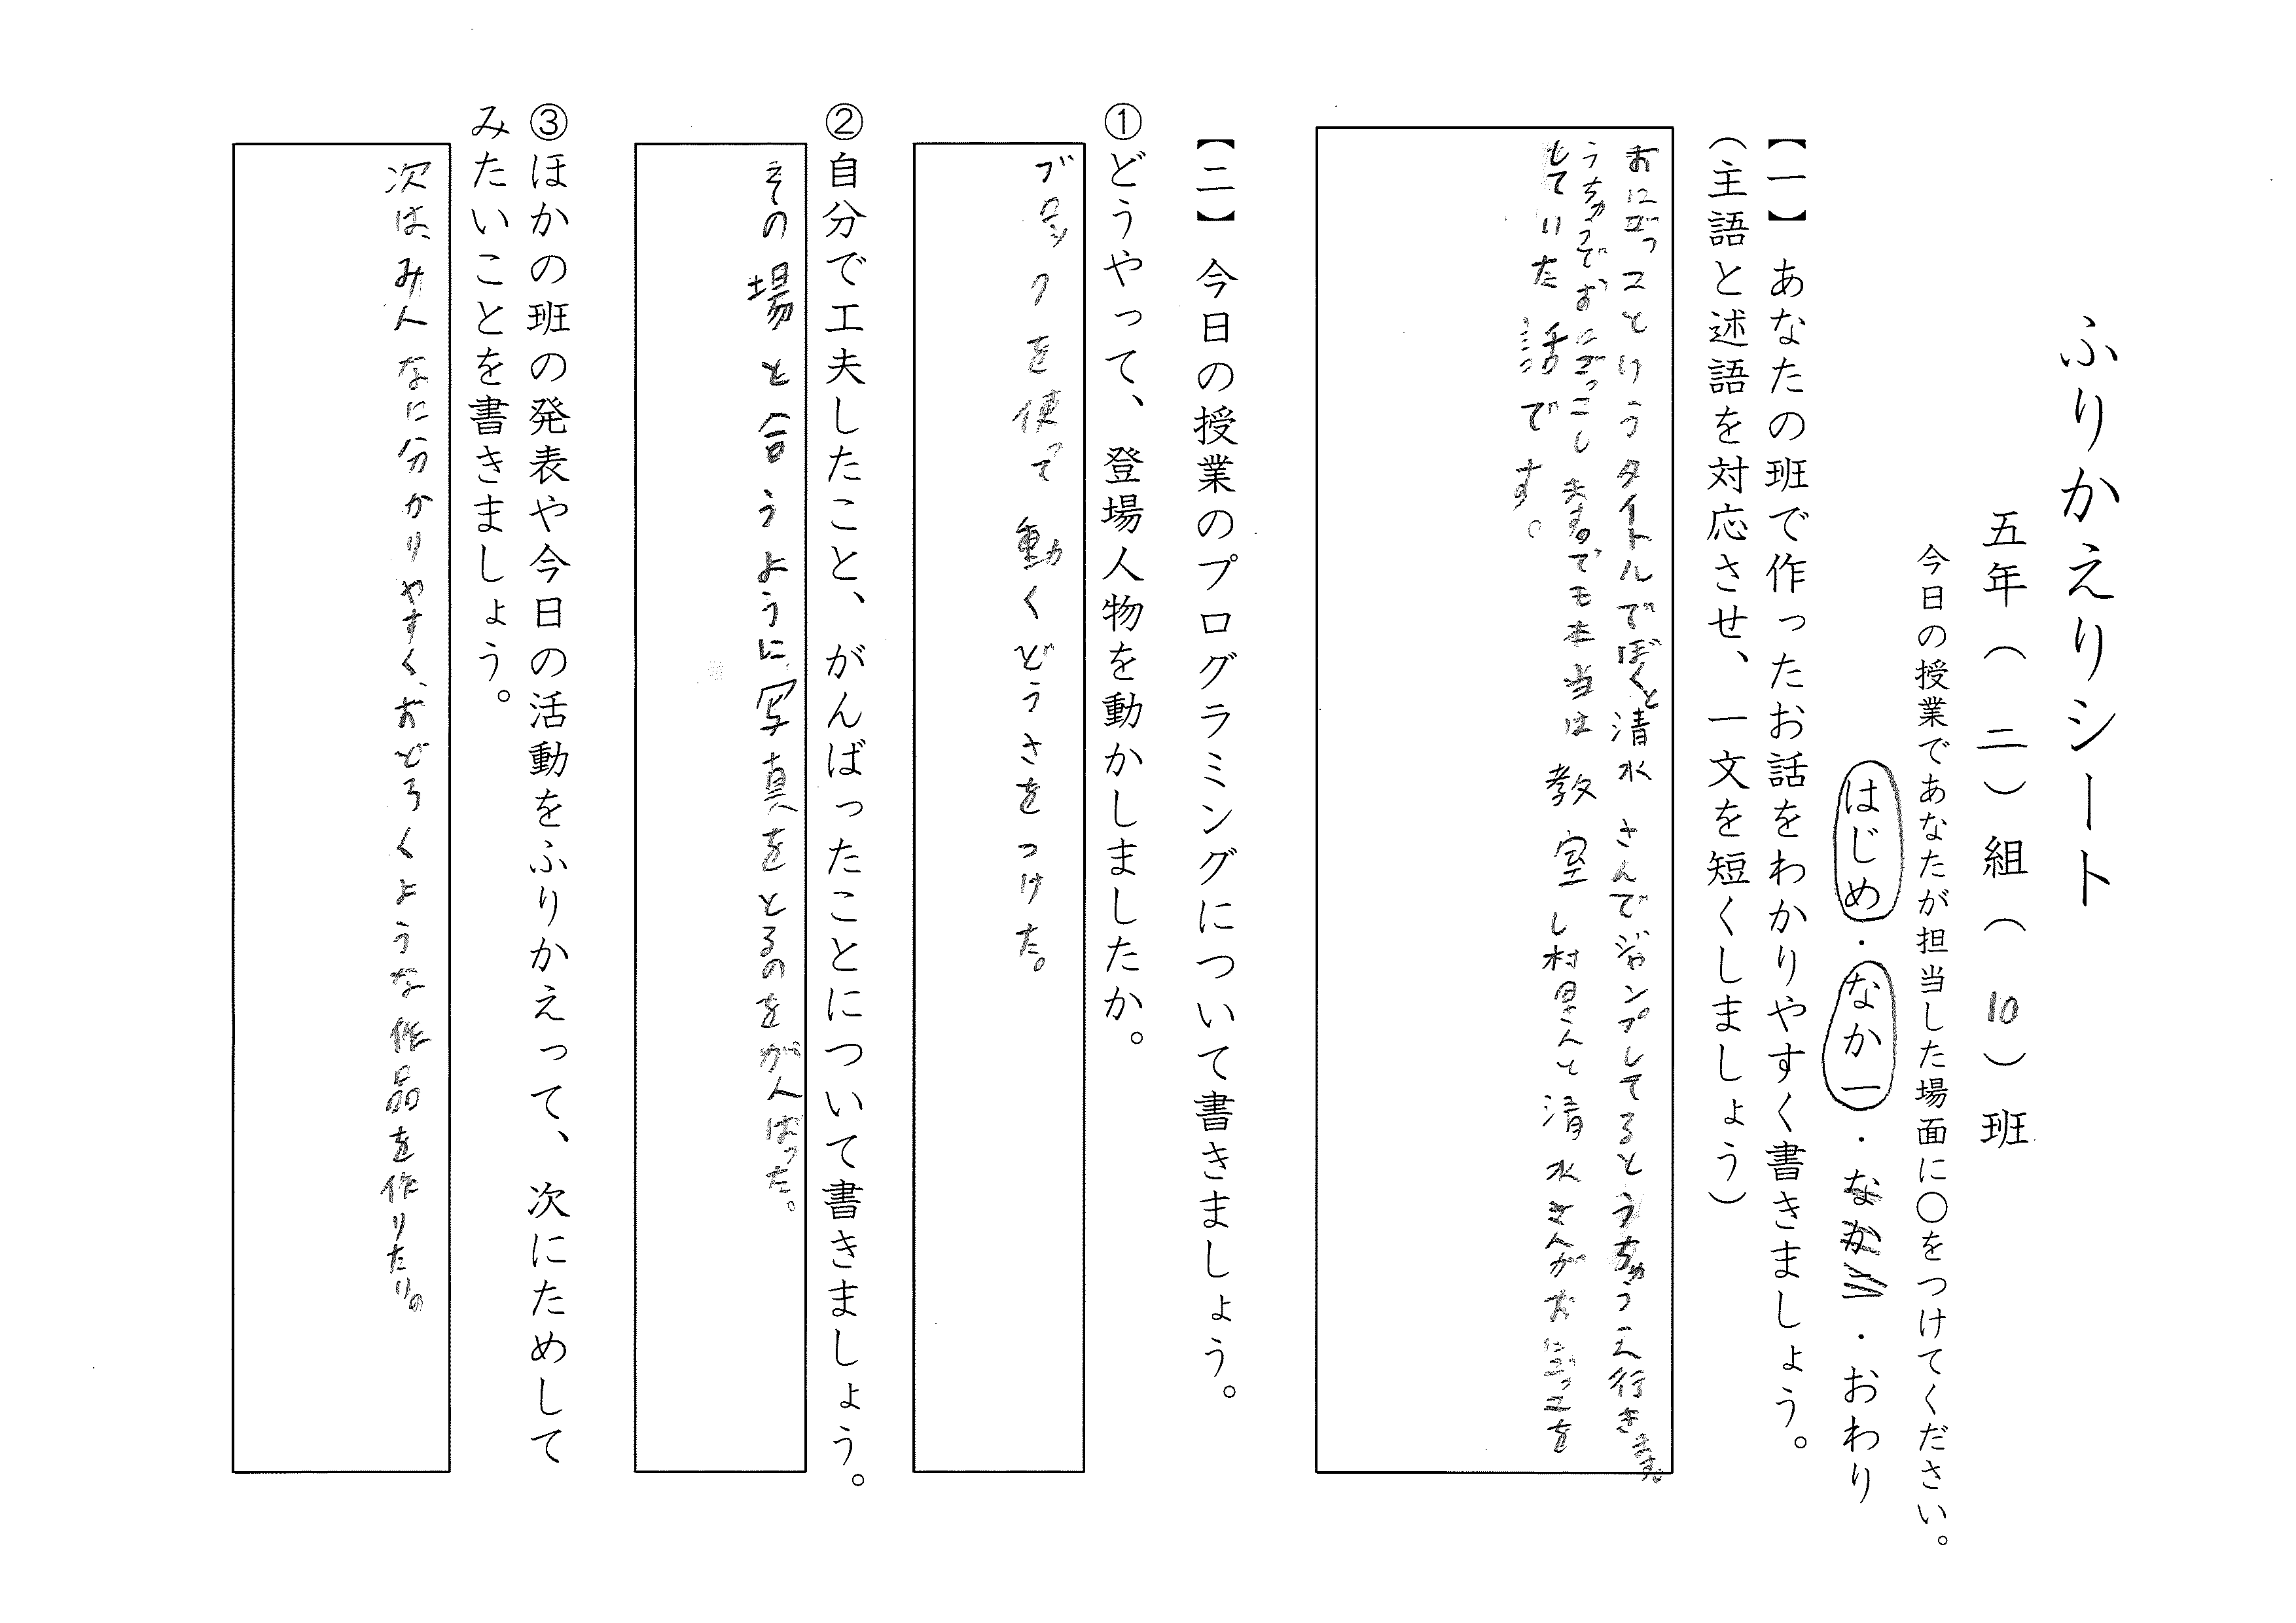 ふりかえりシート
五年（二）組（10）班
今日の授業であなたが担当した場面に○をつけてください。
はじめ・なか一・なか二・おわり
【一】あなたの班で作ったお話をわかりやすく書きましょう。
（主語と述語を対応させ、一文を短くしましょう）
おにごっこというタイトルでぼくと清水さんでジャンプしてるとうちゅうへ行きます。
うちゅうでおにごっこします。でも本当は教室し村田さんと清水さんがおにごっこを
していた話です。
【二】今日の授業のプログラミングについて書きましょう。
①どうやって、登場人物を動かしましたか。
ブロックを使って動くどうさをつけた。
②自分で工夫したこと、がんばったことについて書きましょう。
その場と合うように、写真をとるのをがんばった。
③ほかの班の発表や今日の活動をふりかえって、次にためして
みたいことを書きましょう。
次は、みんなに分かりやすく、おどろくような作品を作りたい。